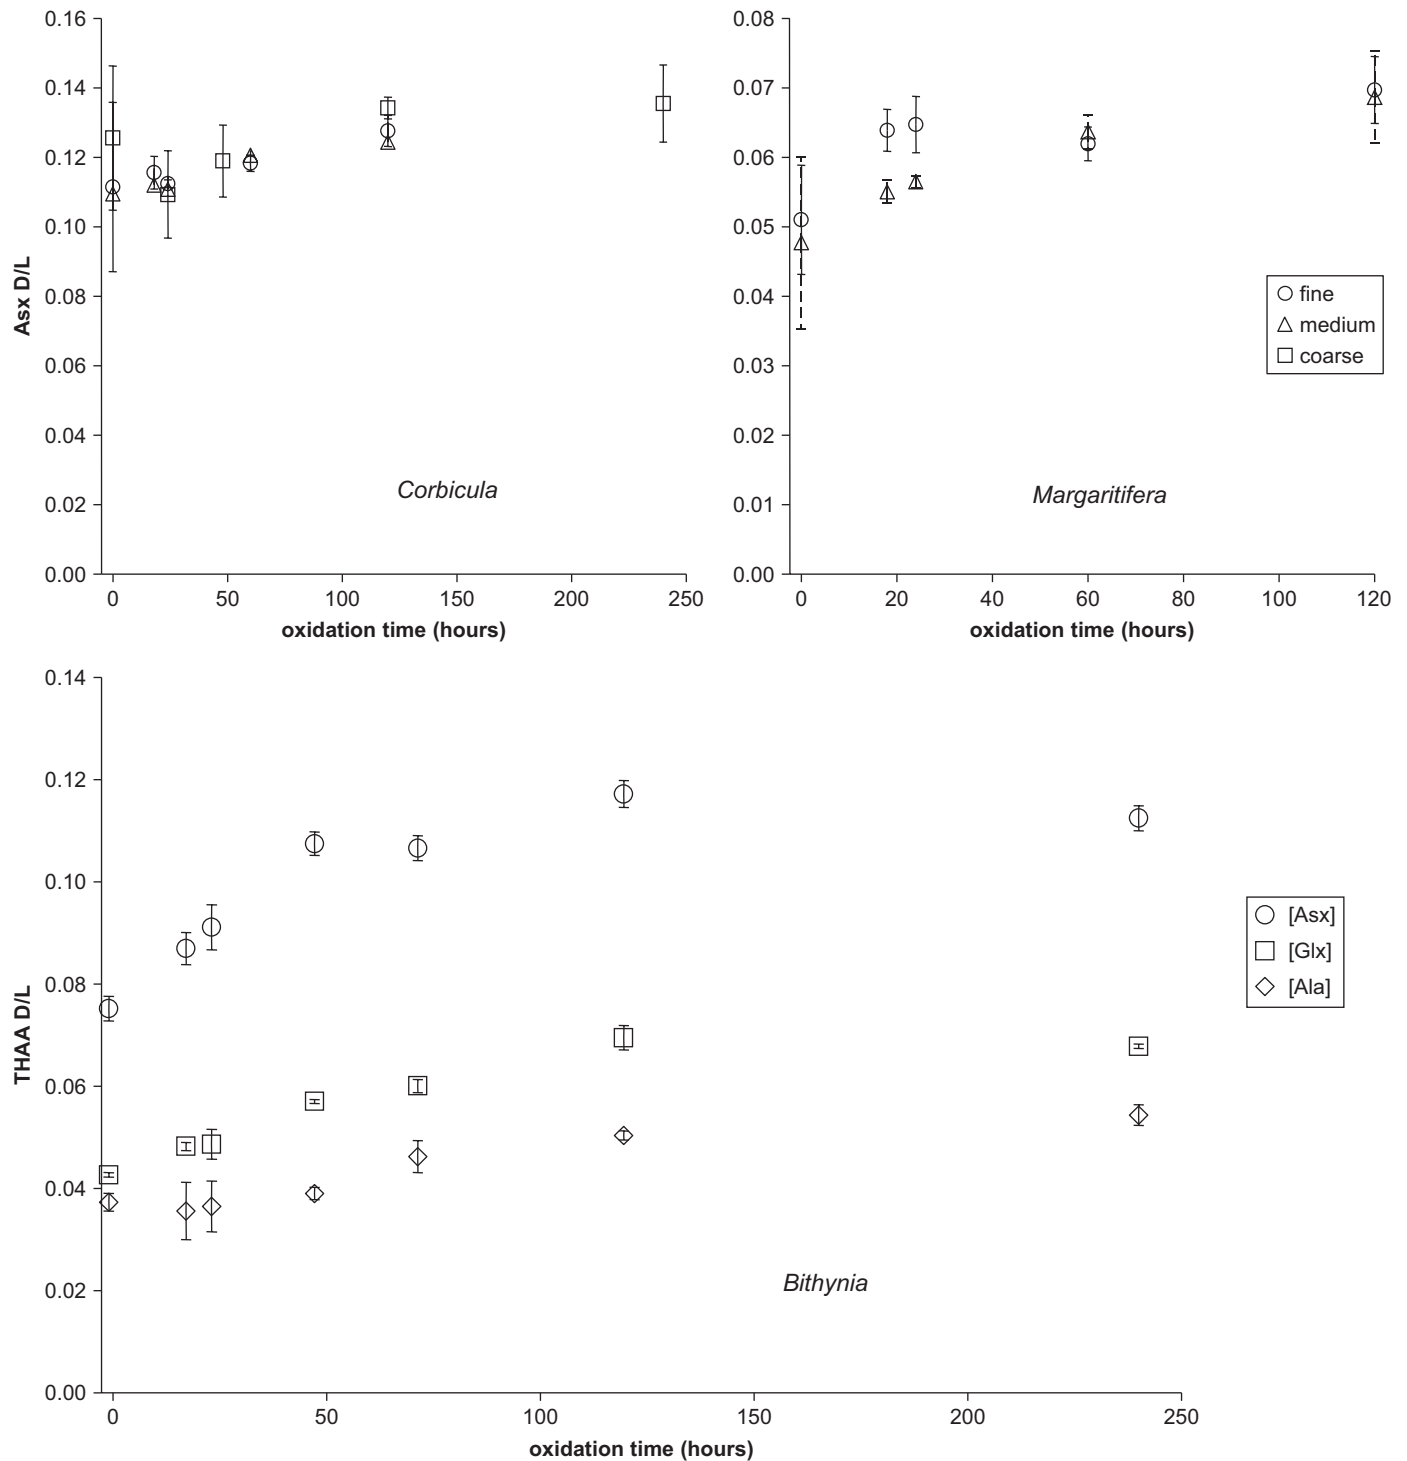 0.16
0.14
0.12
0.10
0.08
0.06
0.04
0.02
0.00
Asx D/L
Corbicula
0 50 100 150 200 250
oxidation time (hours)
0.08
0.07
0.06
0.05
0.04
0.03
0.02
0.01
0.00
fine
medium
coarse
Margaritifera
0 20 40 60 80 100 120
oxidation time (hours)
0.14
0.12
0.10
0.08
0.06
0.04
0.02
0.00
THAA D/L
[Asx]
[Glx]
[Ala]
Bithynia
0 50 100 150 200 250
oxidation time (hours)